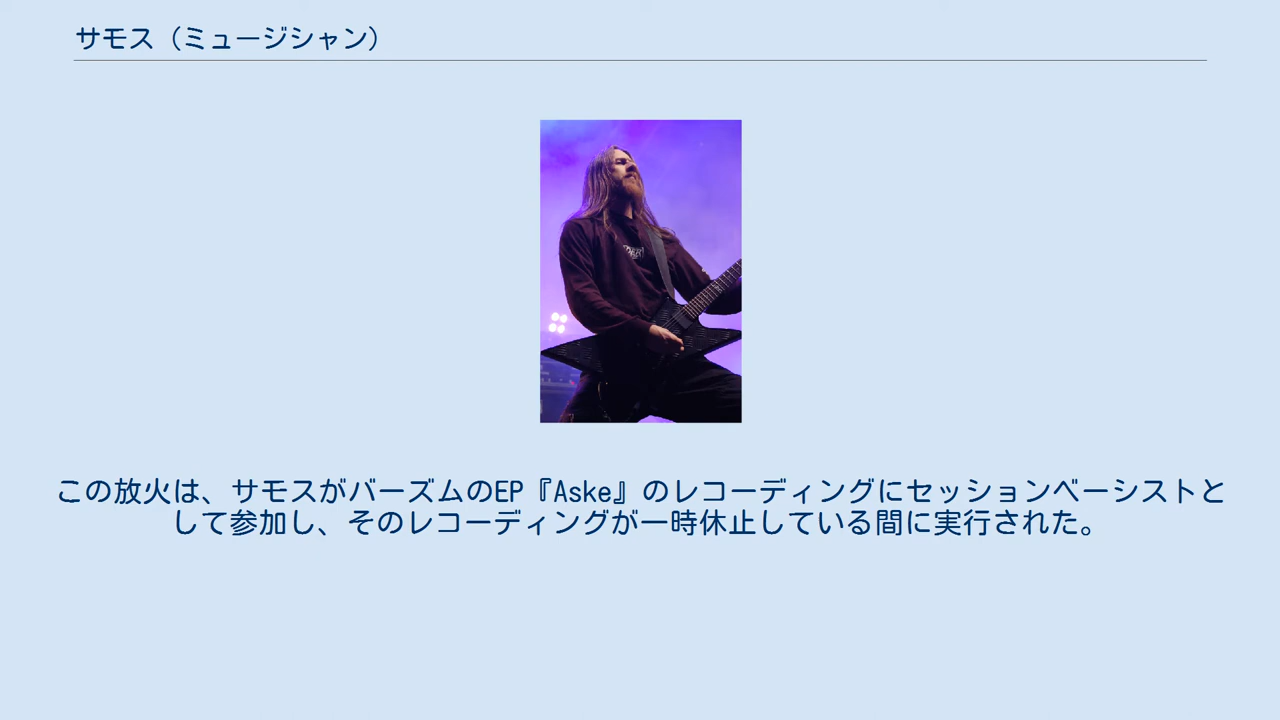 サモス（ミュージシャン）
この放火は、サモスがバーズムのEP『Aske』のレコーディングにセッションベーシストと
して参加し、そのレコーディングが一時休止している間に実行された。